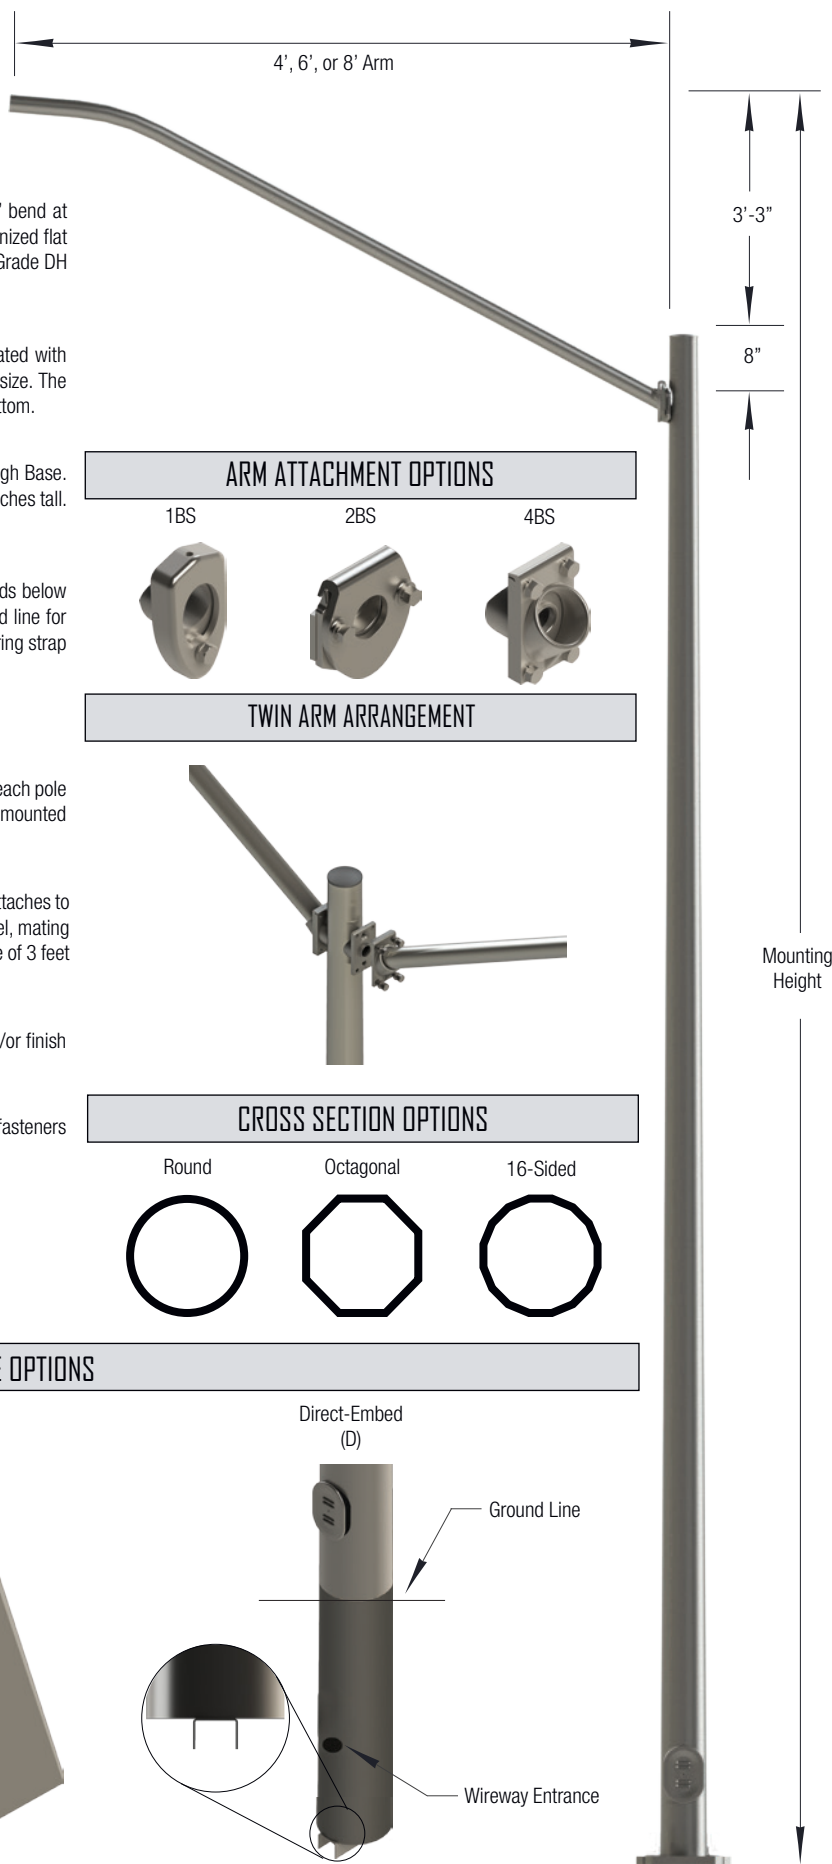 4’, 6’, or 8’ Arm
3’-3”
8”
Mounting
Height
” bend at
nized flat
Grade DH
ated with
size. The
ttom.
gh Base.
ches tall.
ds below
d line for
ring strap
each pole
mounted
ttaches to
el, mating
e of 3 feet
/or finish
fasteners
ARM ATTACHMENT OPTIONS
1BS
2BS
4BS
TWIN ARM ARRANGEMENT
CROSS SECTION OPTIONS
Round
Octagonal
16-Sided
E OPTIONS
Direct-Embed
(D)
Ground Line
Wireway Entrance